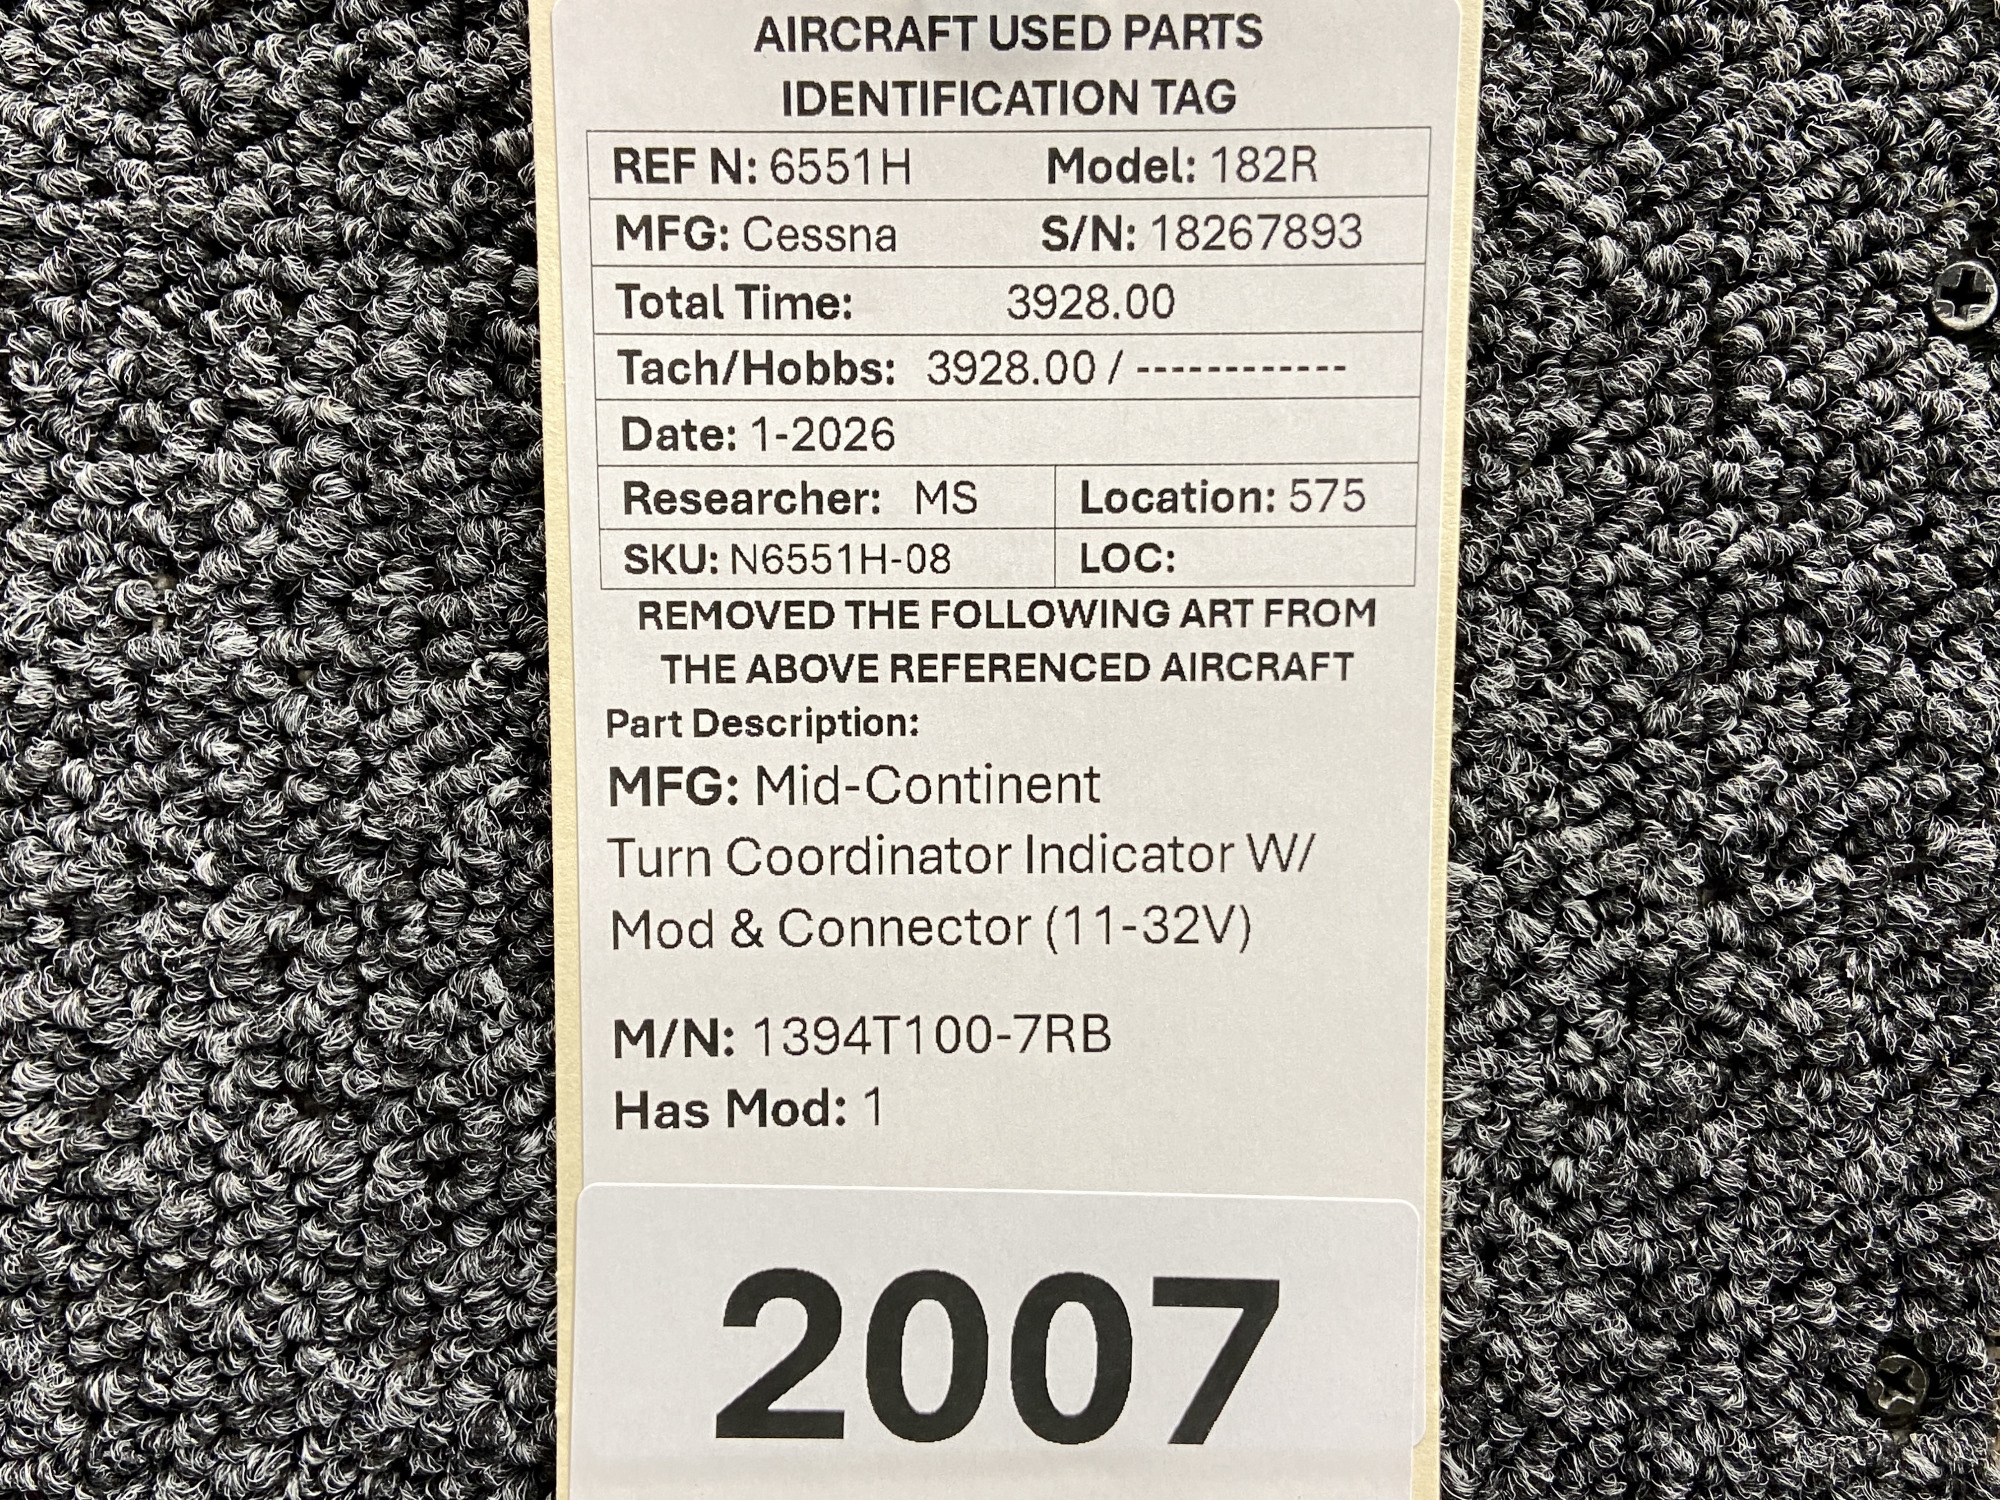 AIRCRAFT USED PARTS
IDENTIFICATION TAG
REF N: 6551H Model: 182R
MFG: Cessna S/N: 18267893
Total Time: 3928.00
Tach/Hobbs: 3928.00 / ------------
Date: 1-2026
Researcher: MS Location: 575
SKU: N6551H-08 LOC:
REMOVED THE FOLLOWING ART FROM
THE ABOVE REFERENCED AIRCRAFT
Part Description:
MFG: Mid-Continent
Turn Coordinator Indicator W/
Mod & Connector (11-32V)
M/N: 1394T100-7RB
Has Mod: 1
2007